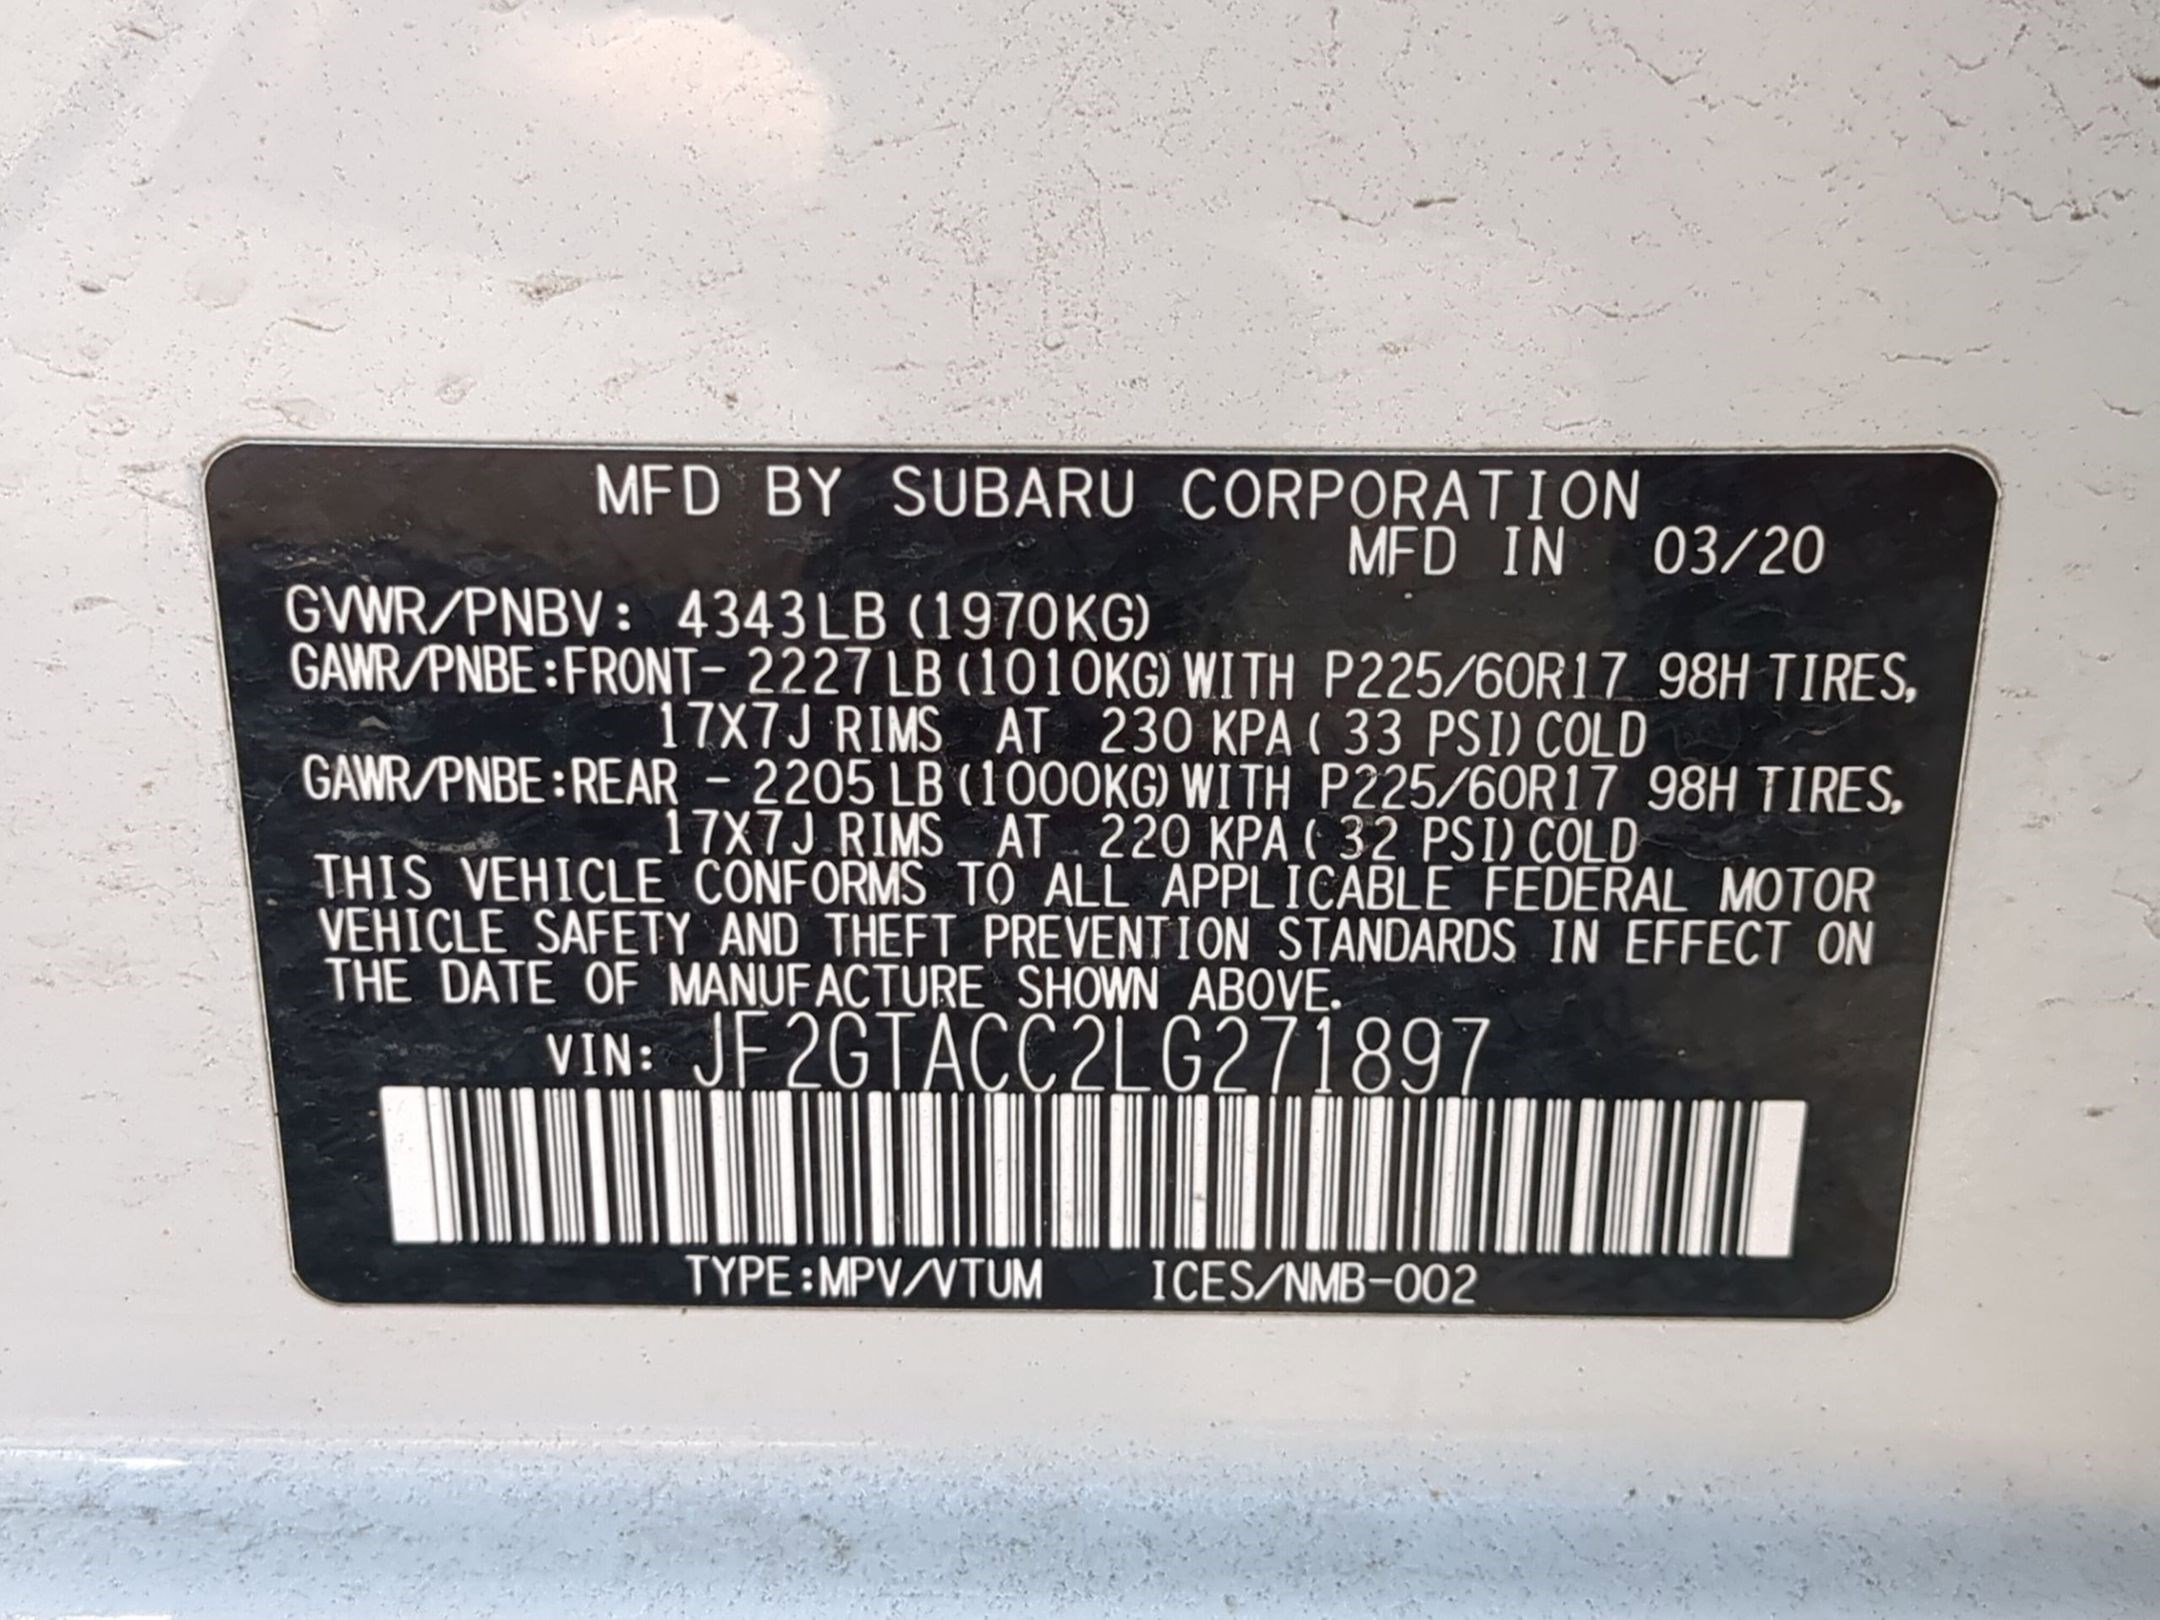 MFD BY SUBARU CORPORATION
MFD IN 03/20
GVWR/PNBV: 4343LB (1970KG)
GAWR/PNBE:FRONT- 2227 LB (1010KG) WITH P225/60R17 98H TIRES,
17X7J RIMS AT 230 KPA ( 33 PSI) COLD
GAWR/PNBE:REAR - 2205 LB (1000KG) WITH P225/60R17 98H TIRES,
17X7J RIMS AT 220 KPA ( 32 PSI) COLD
THIS VEHICLE CONFORMS TO ALL APPLICABLE FEDERAL MOTOR
VEHICLE SAFETY AND THEFT PREVENTION STANDARDS IN EFFECT ON
THE DATE OF MANUFACTURE SHOWN ABOVE.
VIN: JF2GTACC2LG271897
TYPE:MPV/VTUM ICES/NMB-002